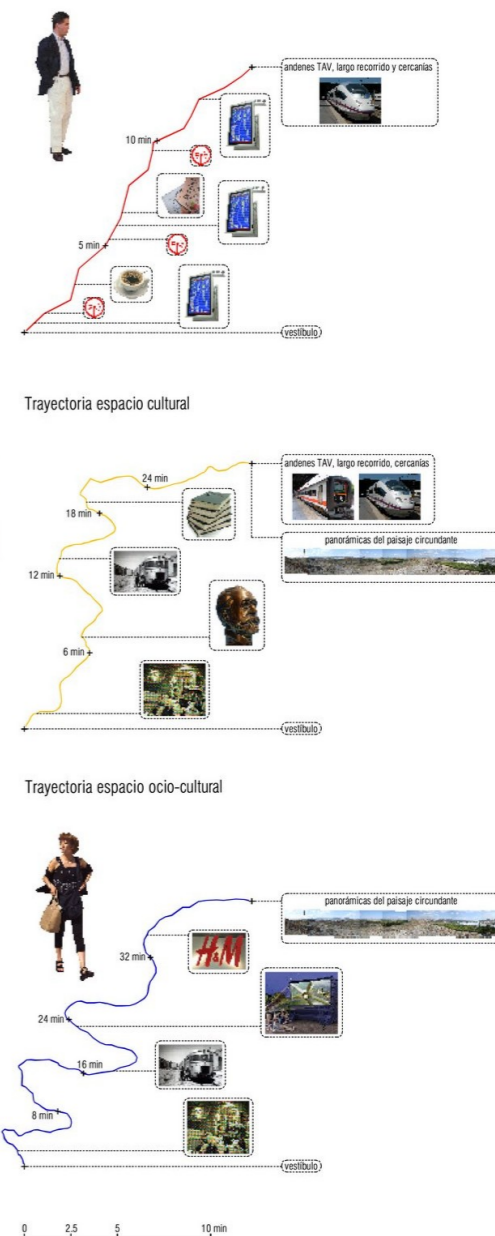 andenes TAV, largo recorrido y cercanías
10 min
5 min
vestíbulo
Trayectoria espacio cultural
24 min
andenes TAV, largo recorrido, cercanías
18 min
panorámicas del paisaje circundante
12 min
6 min
vestíbulo
Trayectoria espacio ocio-cultural
panorámicas del paisaje circundante
H&M
32 min
24 min
16 min
8 min
vestíbulo
0 2.5 5 10 min